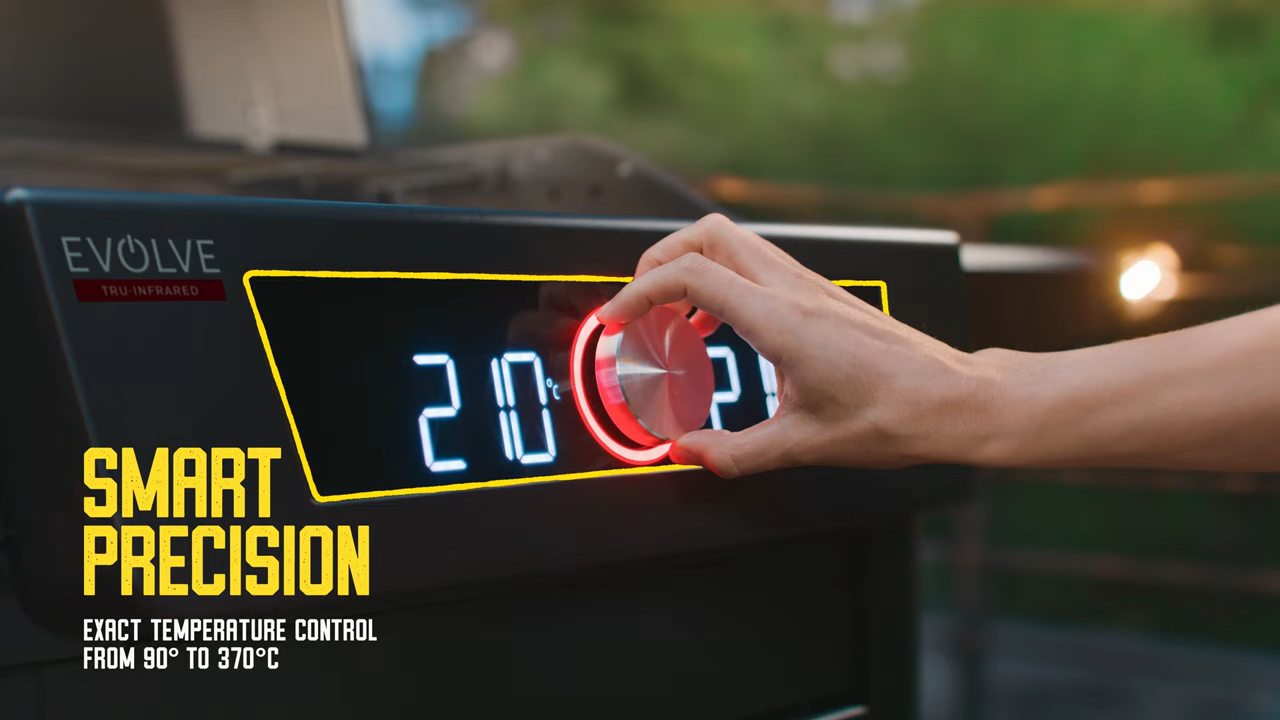 EVOLVE
TRU-INFRARED
210°C
SMART
PRECISION
EXACT TEMPERATURE CONTROL
FROM 90° TO 370°C